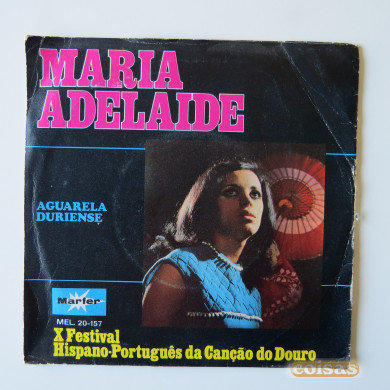 MARIA
ADELAIDE
AGUARELA
DURIENSE
Marfer
MEL. 20-157
X Festival
Hispano-Português da Canção do Douro
coisas